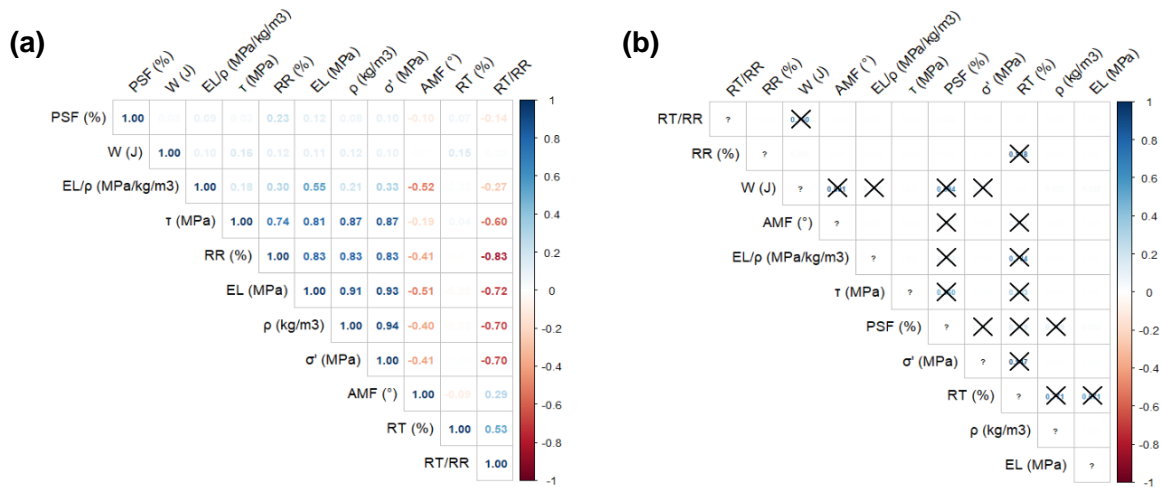 (a)
PSF (%) W (J) EL/ρ (MPa/kg/m3) τ (MPa) RR (%) EL (MPa) ρ (kg/m3) σ' (MPa) AMF (°) RT (%) RT/RR
PSF (%) 1.00 0.09 0.23 0.12 0.10 -0.10 0.07 -0.14
W (J) 1.00 0.10 0.16 0.12 0.11 0.12 0.10 0.15
EL/ρ (MPa/kg/m3) 1.00 0.18 0.30 0.55 0.21 0.33 -0.52 -0.27
τ (MPa) 1.00 0.74 0.81 0.87 0.87 -0.19 -0.60
RR (%) 1.00 0.83 0.83 0.83 -0.41 -0.83
EL (MPa) 1.00 0.91 0.93 -0.51 -0.72
ρ (kg/m3) 1.00 0.94 -0.40 -0.70
σ' (MPa) 1.00 -0.41 -0.70
AMF (°) 1.00 0.29
RT (%) 1.00 0.53
RT/RR 1.00
1
0.8
0.6
0.4
0.2
0
-0.2
-0.4
-0.6
-0.8
-1
(b)
RT/RR RR (%) W (J) AMF (°) EL/ρ (MPa/kg/m3) τ (MPa) PSF (%) σ' (MPa) RT (%) ρ (kg/m3) EL (MPa)
RT/RR ?
RR (%) ?
W (J) ?
AMF (°) ?
EL/ρ (MPa/kg/m3) ?
τ (MPa) ?
PSF (%) ?
σ' (MPa) ?
RT (%) ?
ρ (kg/m3) ?
EL (MPa) ?
1
0.8
0.6
0.4
0.2
0
-0.2
-0.4
-0.6
-0.8
-1